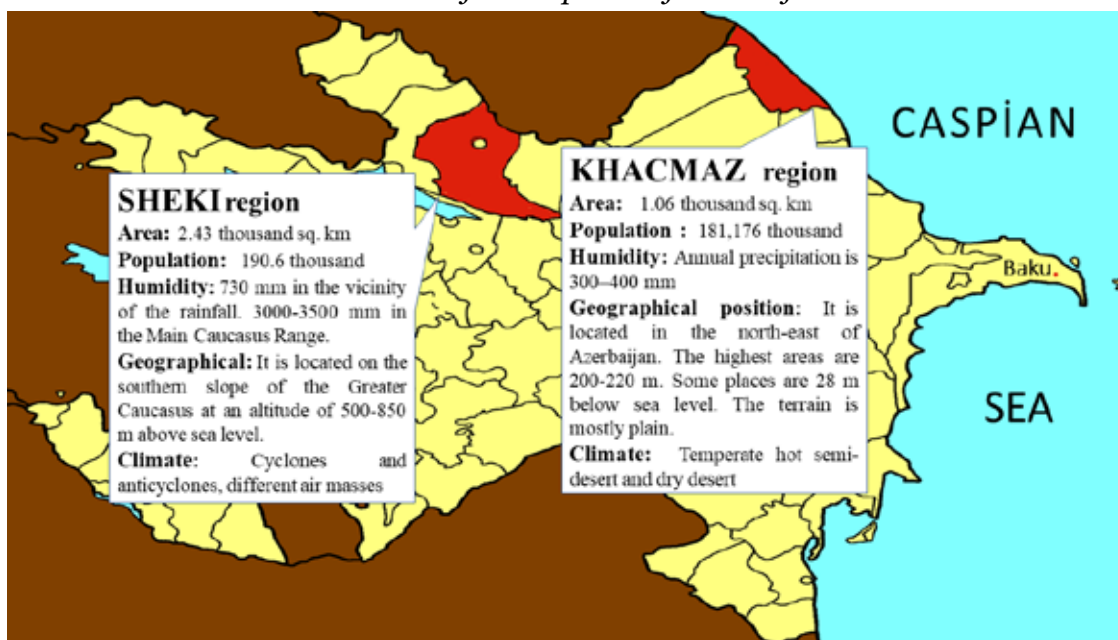 SHEKI region
Area: 2.43 thousand sq. km
Population: 190.6 thousand
Humidity: 730 mm in the vicinity
of the rainfall. 3000-3500 mm in
the Main Caucasus Range.
Geographical: It is located on the
southern slope of the Greater
Caucasus at an altitude of 500-850
m above sea level.
Climate: Cyclones and
anticyclones, different air masses
KHACMAZ region
Area: 1.06 thousand sq. km
Population : 181,176 thousand
Humidity: Annual precipitation is
300–400 mm
Geographical position: It is
located in the north-east of
Azerbaijan. The highest areas are
200-220 m. Some places are 28 m
below sea level. The terrain is
mostly plain.
Climate: Temperate hot semi-
desert and dry desert
CASPİAN
Baku
SEA